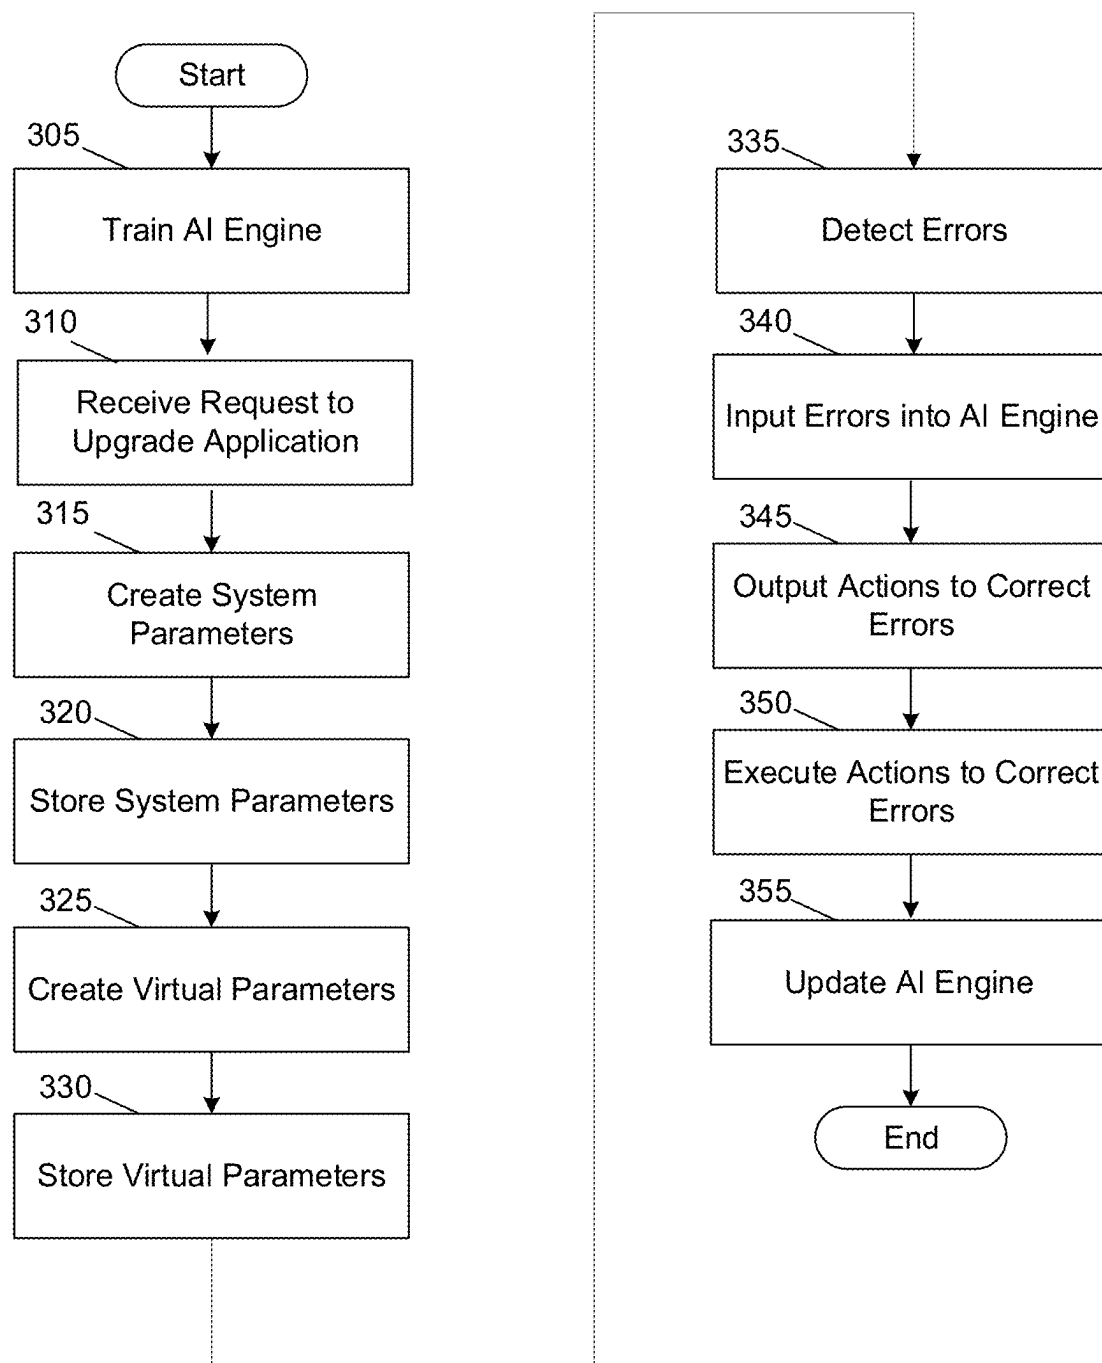 Start
305
Train AI Engine
310
Receive Request to
Upgrade Application
315
Create System
Parameters
320
Store System Parameters
325
Create Virtual Parameters
330
Store Virtual Parameters
335
Detect Errors
340
Input Errors into AI Engine
345
Output Actions to Correct
Errors
350
Execute Actions to Correct
Errors
355
Update AI Engine
End